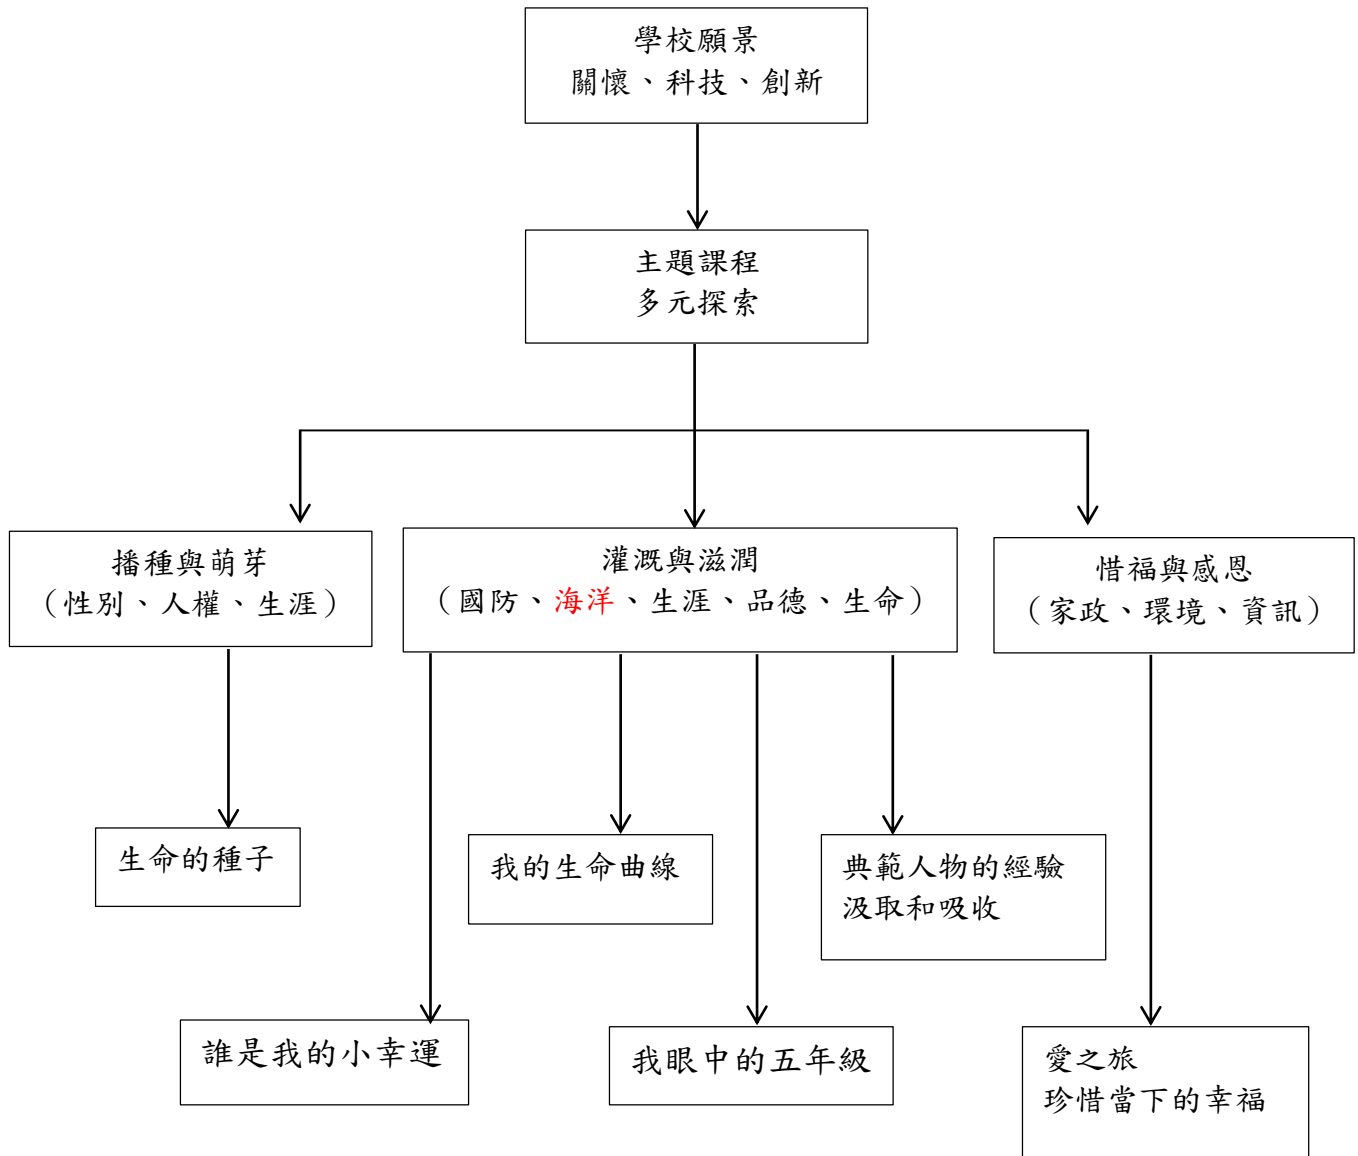 學校願景
關懷、科技、創新
主題課程
多元探索
播種與萌芽
（性別、人權、生涯）
灌溉與滋潤
（國防、海洋、生涯、品德、生命）
惜福與感恩
（家政、環境、資訊）
生命的種子
我的生命曲線
典範人物的經驗
汲取和吸收
誰是我的小幸運
我眼中的五年級
愛之旅
珍惜當下的幸福